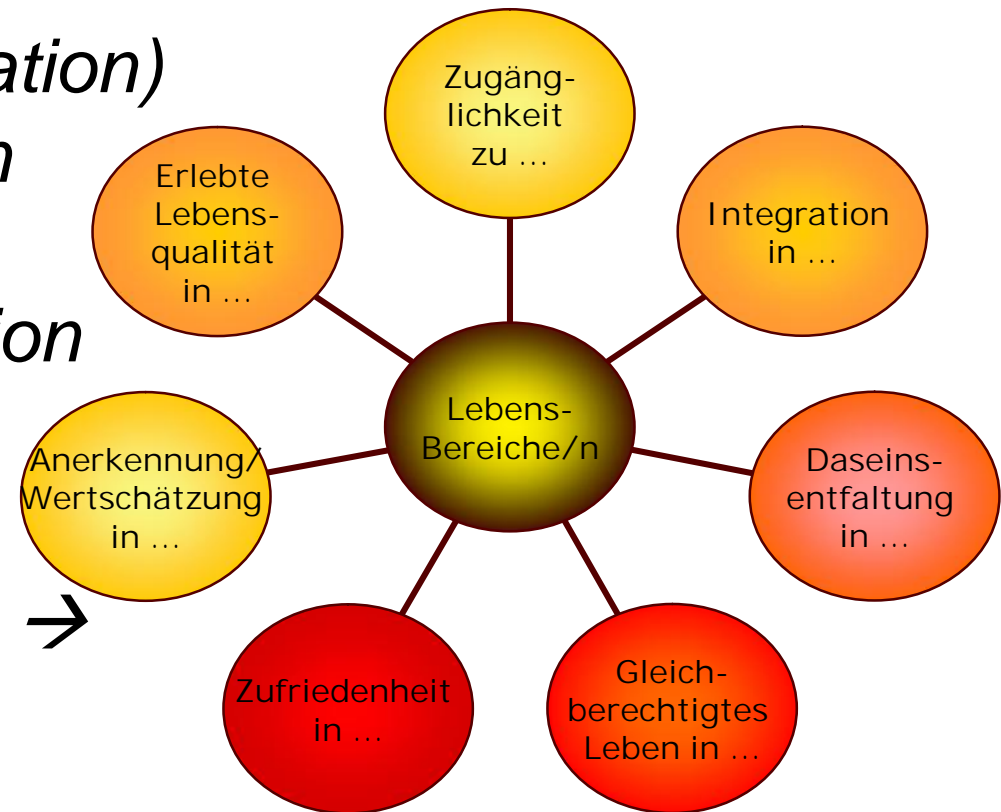 ation)
n
ion
→
Zugäng-
lichkeit
zu …
Integration
in …
Daseins-
entfaltung
in …
Gleich-
berechtigtes
Leben in …
Zufriedenheit
in …
Anerkennung/
Wertschätzung
in …
Erlebte
Lebens-
qualität
in …
Lebens-
Bereiche/n